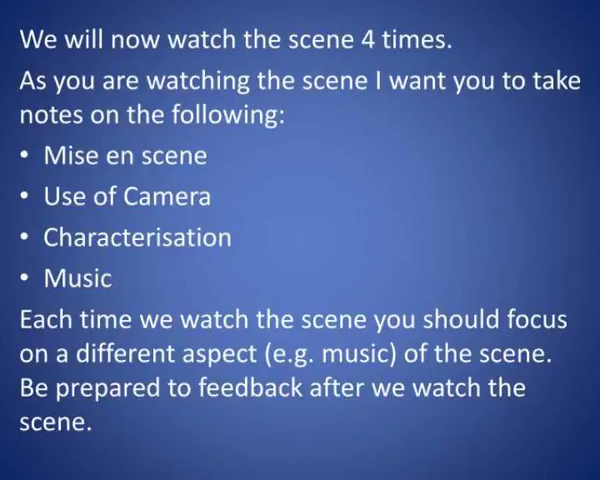 We will now watch the scene 4 times.
As you are watching the scene I want you to take
notes on the following:
• Mise en scene
• Use of Camera
• Characterisation
• Music
Each time we watch the scene you should focus
on a different aspect (e.g. music) of the scene.
Be prepared to feedback after we watch the
scene.